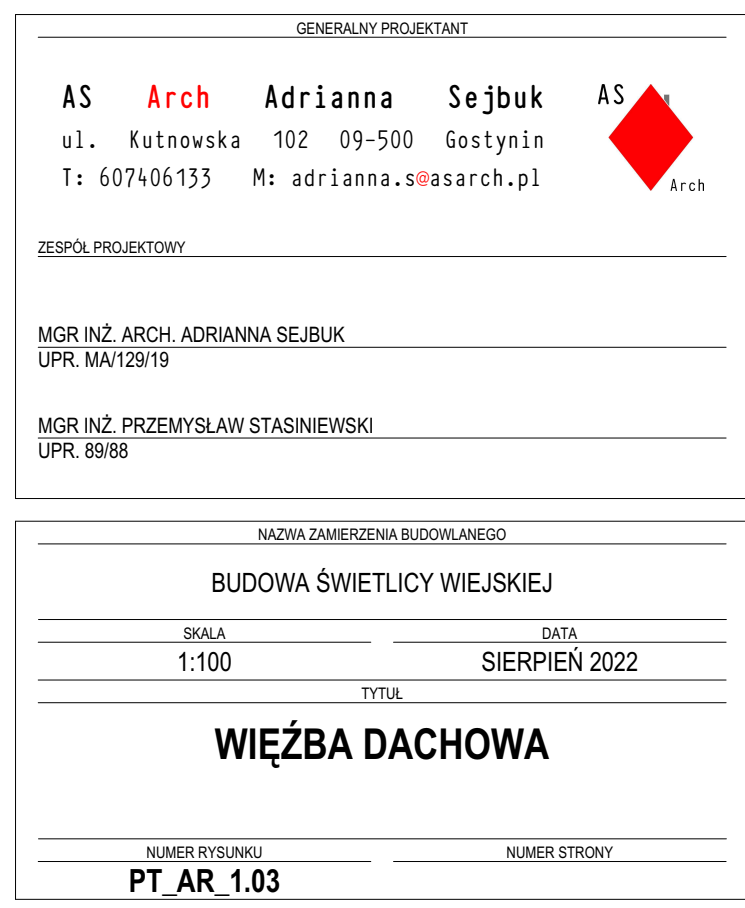 GENERALNY PROJEKTANT
AS Arch Adrianna Sejbuk
ul. Kutnowska 102 09-500 Gostynin
T: 607406133 M: adrianna.s@asarch.pl
AS
Arch
ZESPÓŁ PROJEKTOWY
MGR INŻ. ARCH. ADRIANNA SEJBUK
UPR. MA/129/19
MGR INŻ. PRZEMYSŁAW STASINIEWSKI
UPR. 89/88
NAZWA ZAMIERZENIA BUDOWLANEGO
BUDOWA ŚWIETLICY WIEJSKIEJ
SKALA DATA
1:100 SIERPIEŃ 2022
TYTUŁ
WIĘŹBA DACHOWA
NUMER RYSUNKU NUMER STRONY
PT_AR_1.03